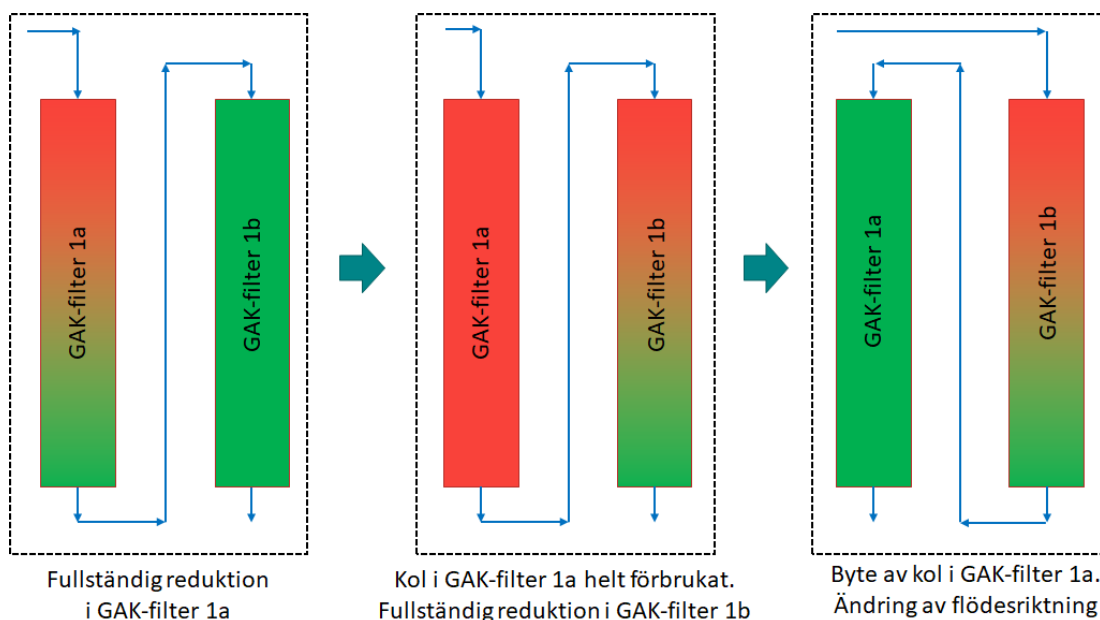 GAK-filter 1a
GAK-filter 1b
Fullständig reduktion
i GAK-filter 1a
GAK-filter 1a
GAK-filter 1b
Kol i GAK-filter 1a helt förbrukat.
Fullständig reduktion i GAK-filter 1b
GAK-filter 1a
GAK-filter 1b
Byte av kol i GAK-filter 1a.
Ändring av flödesriktning